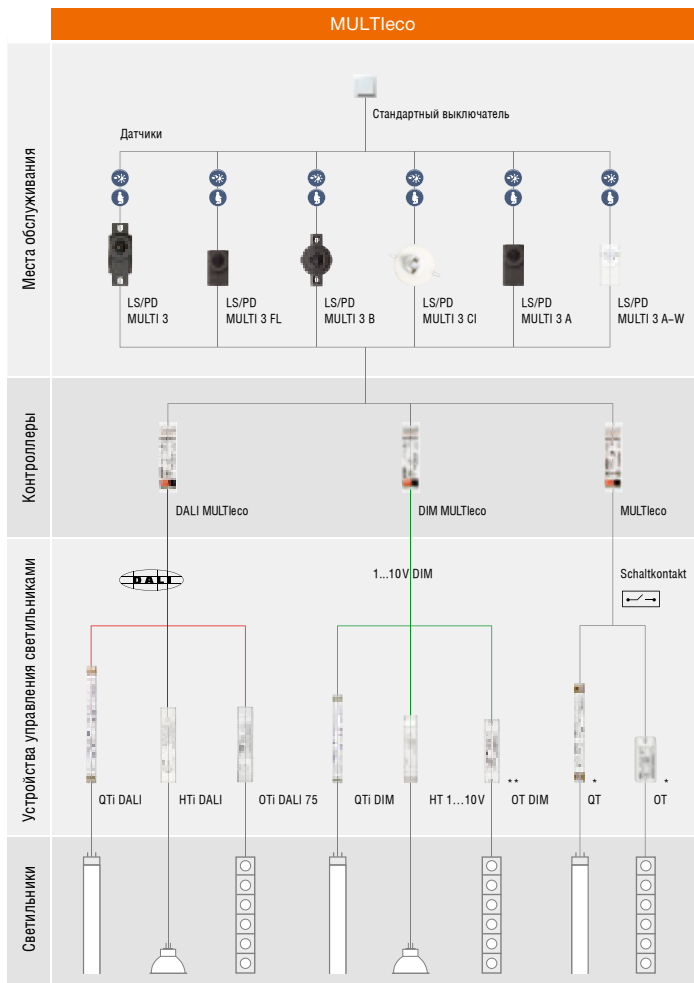 MULTIeco
Места обслуживания
Стандартный выключатель
Датчики
LS/PD
MULTI 3
LS/PD
MULTI 3 FL
LS/PD
MULTI 3 B
LS/PD
MULTI 3 CI
LS/PD
MULTI 3 A
LS/PD
MULTI 3 A–W
Контроллеры
DALI MULTIeco
DIM MULTIeco
MULTIeco
Устройства управления светильниками
DALI
1...10 V DIM
Schaltkontakt
QTi DALI
HTi DALI
OTi DALI 75
QTi DIM
HT 1...10 V
**
OT DIM
*
QT
*
OT
Светильники